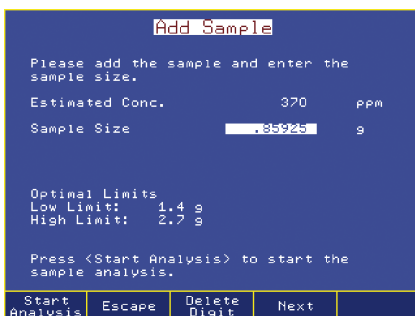 Add Sample
Please add the sample and enter the
sample size.
Estimated Conc. 370 ppm
Sample Size .85925 g
Optimal Limits
Low Limit: 1.4 g
High Limit: 2.7 g
Press <Start Analysis> to start the
sample analysis.
Start Analysis Escape Delete Digit Next